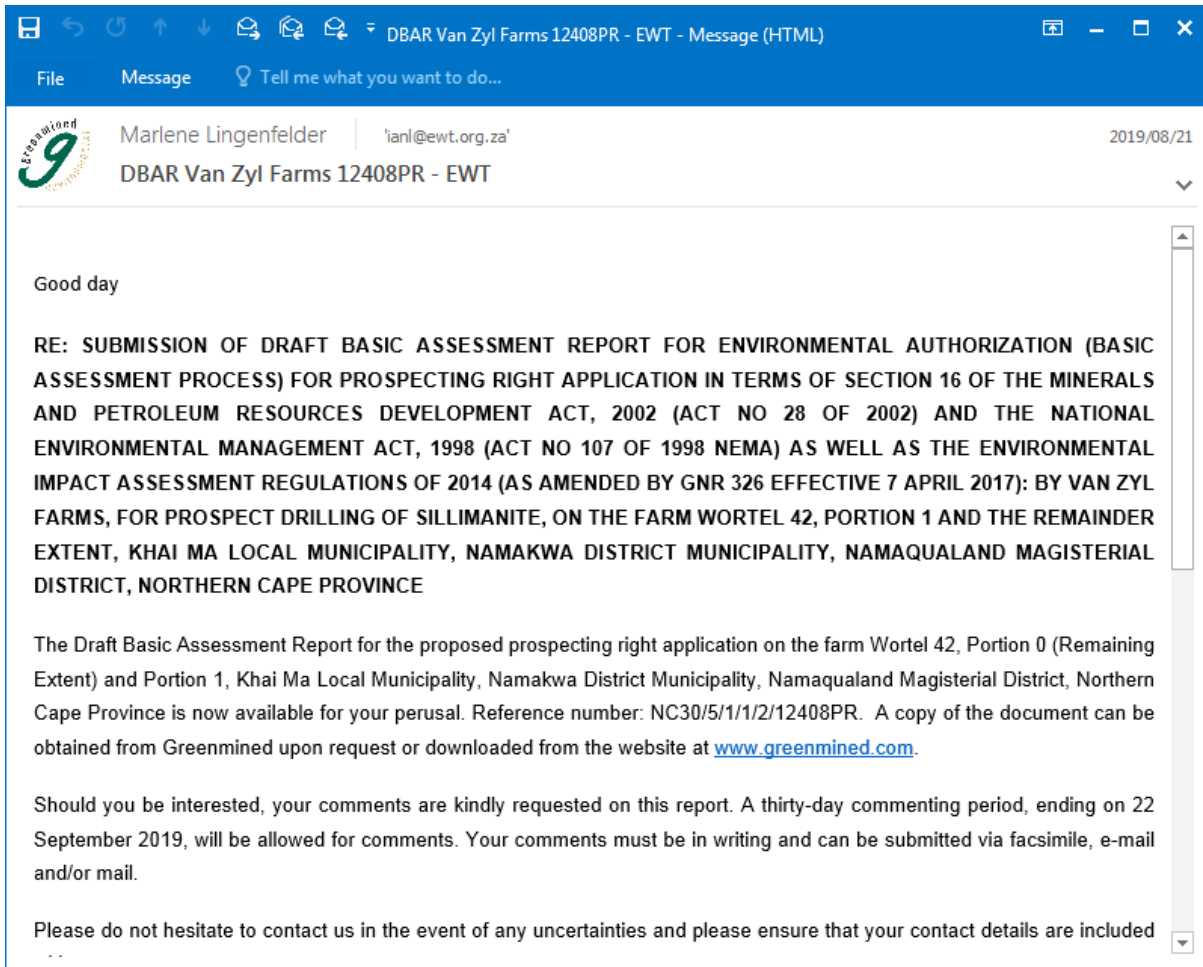 DBAR Van Zyl Farms 12408PR - EWT - Message (HTML)
File Message Tell me what you want to do...
greenmined
g
Marlene Lingenfelder 'ianl@ewt.org.za' 2019/08/21
DBAR Van Zyl Farms 12408PR - EWT
Good day
RE: SUBMISSION OF DRAFT BASIC ASSESSMENT REPORT FOR ENVIRONMENTAL AUTHORIZATION (BASIC
ASSESSMENT PROCESS) FOR PROSPECTING RIGHT APPLICATION IN TERMS OF SECTION 16 OF THE MINERALS
AND PETROLEUM RESOURCES DEVELOPMENT ACT, 2002 (ACT NO 28 OF 2002) AND THE NATIONAL
ENVIRONMENTAL MANAGEMENT ACT, 1998 (ACT NO 107 OF 1998 NEMA) AS WELL AS THE ENVIRONMENTAL
IMPACT ASSESSMENT REGULATIONS OF 2014 (AS AMENDED BY GNR 326 EFFECTIVE 7 APRIL 2017): BY VAN ZYL
FARMS, FOR PROSPECT DRILLING OF SILLIMANITE, ON THE FARM WORTEL 42, PORTION 1 AND THE REMAINDER
EXTENT, KHAI MA LOCAL MUNICIPALITY, NAMAKWA DISTRICT MUNICIPALITY, NAMAQUALAND MAGISTERIAL
DISTRICT, NORTHERN CAPE PROVINCE
The Draft Basic Assessment Report for the proposed prospecting right application on the farm Wortel 42, Portion 0 (Remaining
Extent) and Portion 1, Khai Ma Local Municipality, Namakwa District Municipality, Namaqualand Magisterial District, Northern
Cape Province is now available for your perusal. Reference number: NC30/5/1/1/2/12408PR. A copy of the document can be
obtained from Greenmined upon request or downloaded from the website at www.greenmined.com.
Should you be interested, your comments are kindly requested on this report. A thirty-day commenting period, ending on 22
September 2019, will be allowed for comments. Your comments must be in writing and can be submitted via facsimile, e-mail
and/or mail.
Please do not hesitate to contact us in the event of any uncertainties and please ensure that your contact details are included